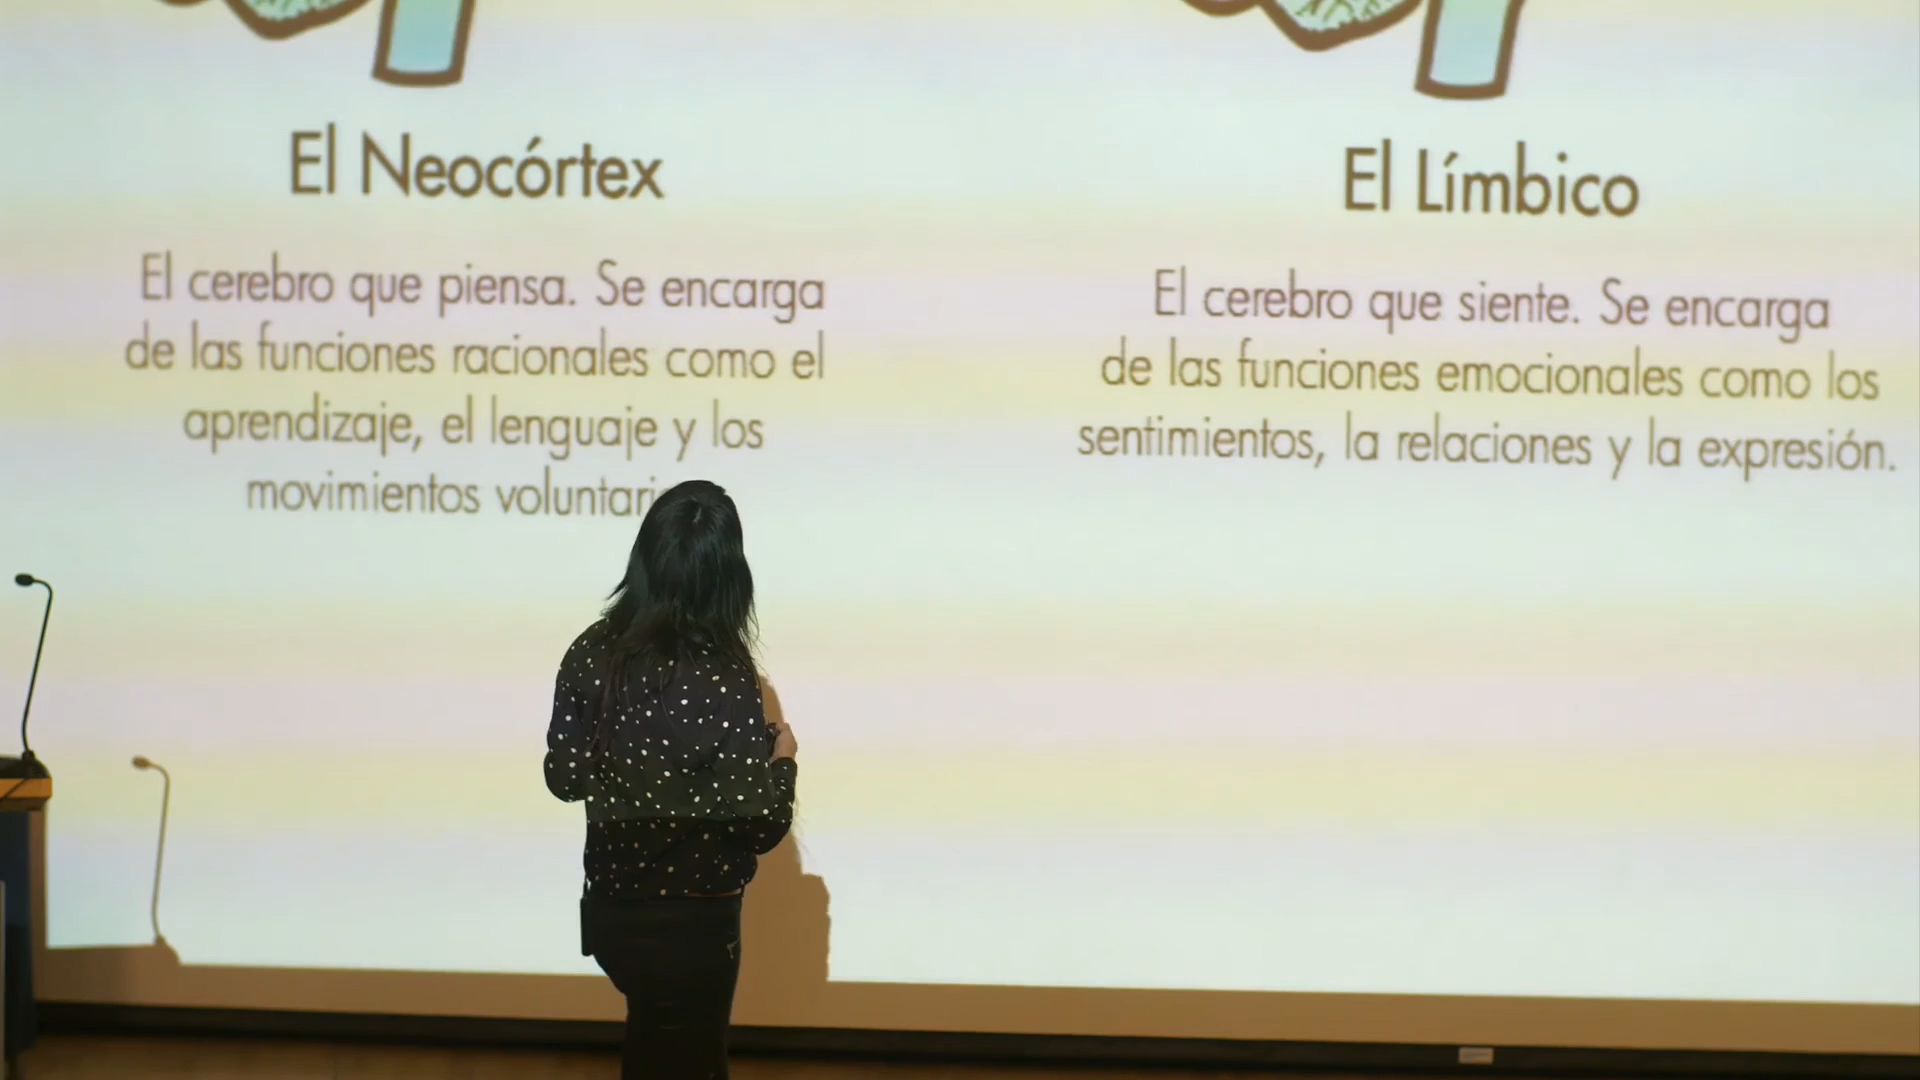 El Neocórtex
El cerebro que piensa. Se encarga
de las funciones racionales como el
aprendizaje, el lenguaje y los
movimientos
El Límbico
El cerebro que siente. Se encarga
de las funciones emocionales como los
sentimientos, la relaciones y la expresión.